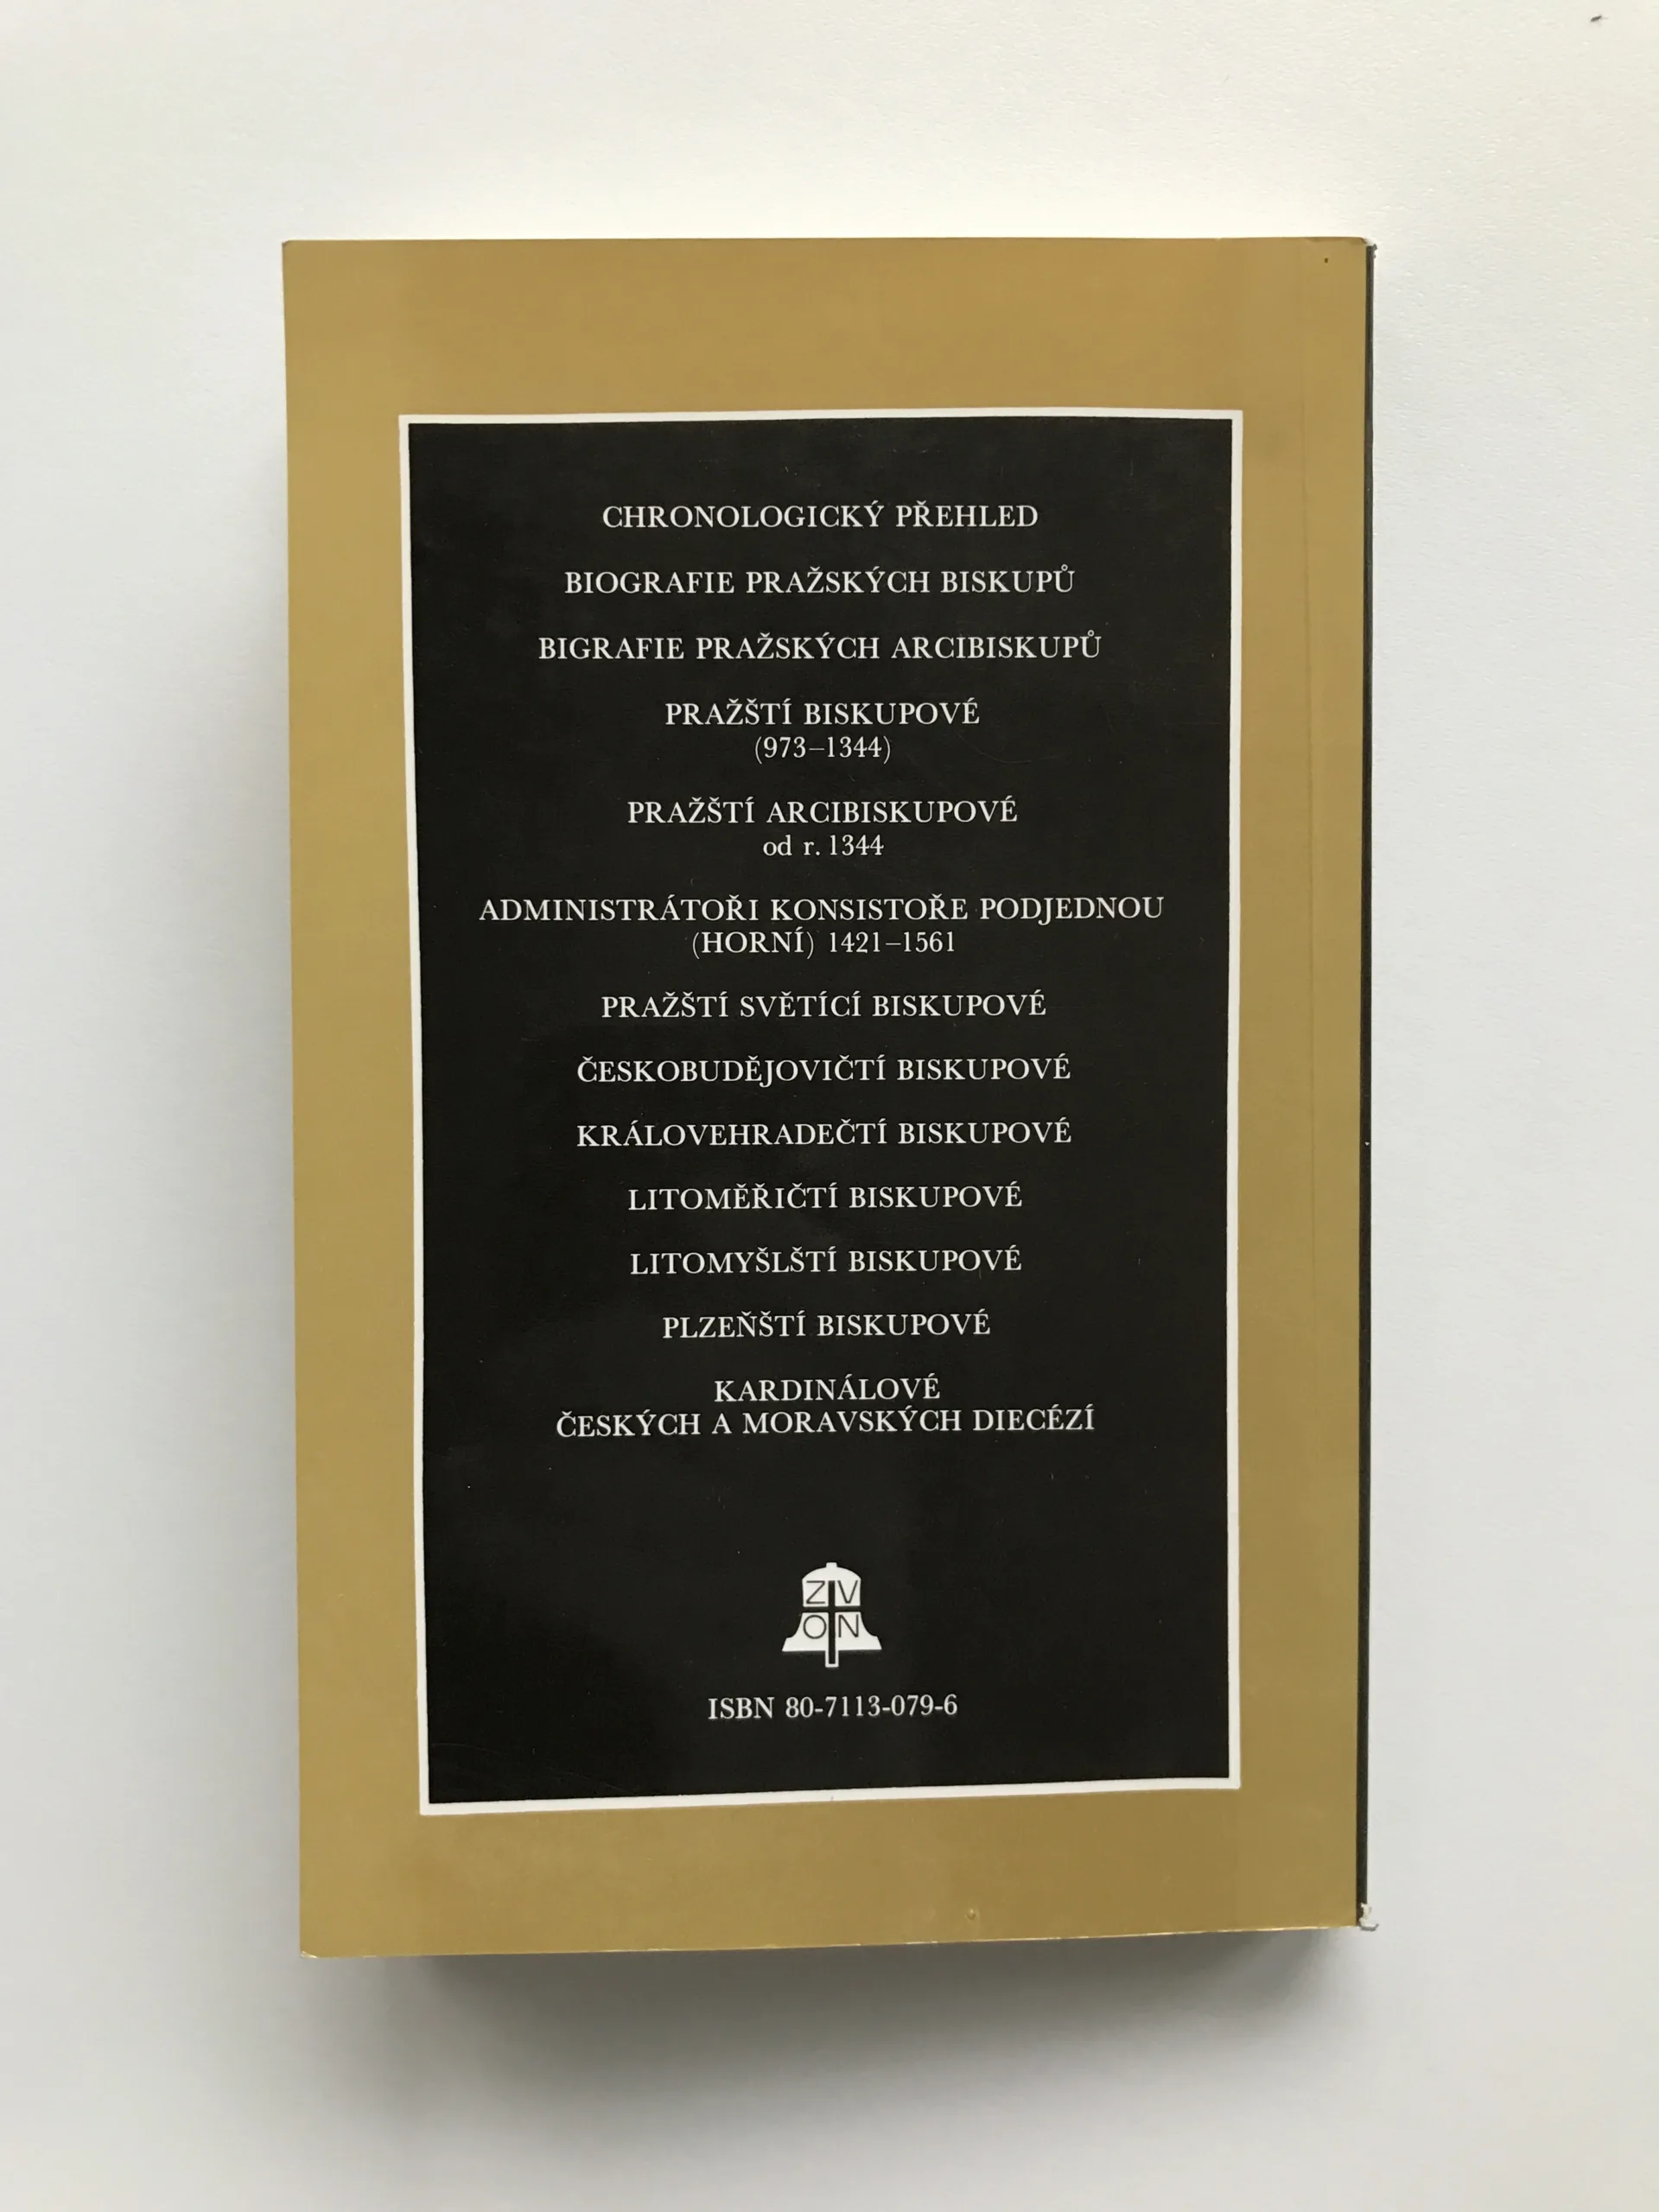 CHRONOLOGICKÝ PŘEHLED
BIOGRAFIE PRAŽSKÝCH BISKUPŮ
BIGRAFIE PRAŽSKÝCH ARCIBISKUPŮ
PRAŽŠTÍ BISKUPOVÉ
(973–1344)
PRAŽŠTÍ ARCIBISKUPOVÉ
od r. 1344
ADMINISTRÁTOŘI KONSISTOŘE PODJEDNOU
(HORNÍ) 1421–1561
PRAŽŠTÍ SVĚTÍCÍ BISKUPOVÉ
ČESKOBUDĚJOVIČTÍ BISKUPOVÉ
KRÁLOVEHRADEČTÍ BISKUPOVÉ
LITOMĚŘIČTÍ BISKUPOVÉ
LITOMYŠLŠTÍ BISKUPOVÉ
PLZEŇŠTÍ BISKUPOVÉ
KARDINÁLOVÉ
ČESKÝCH A MORAVSKÝCH DIECÉZÍ
ZV
ON
ISBN 80-7113-079-6